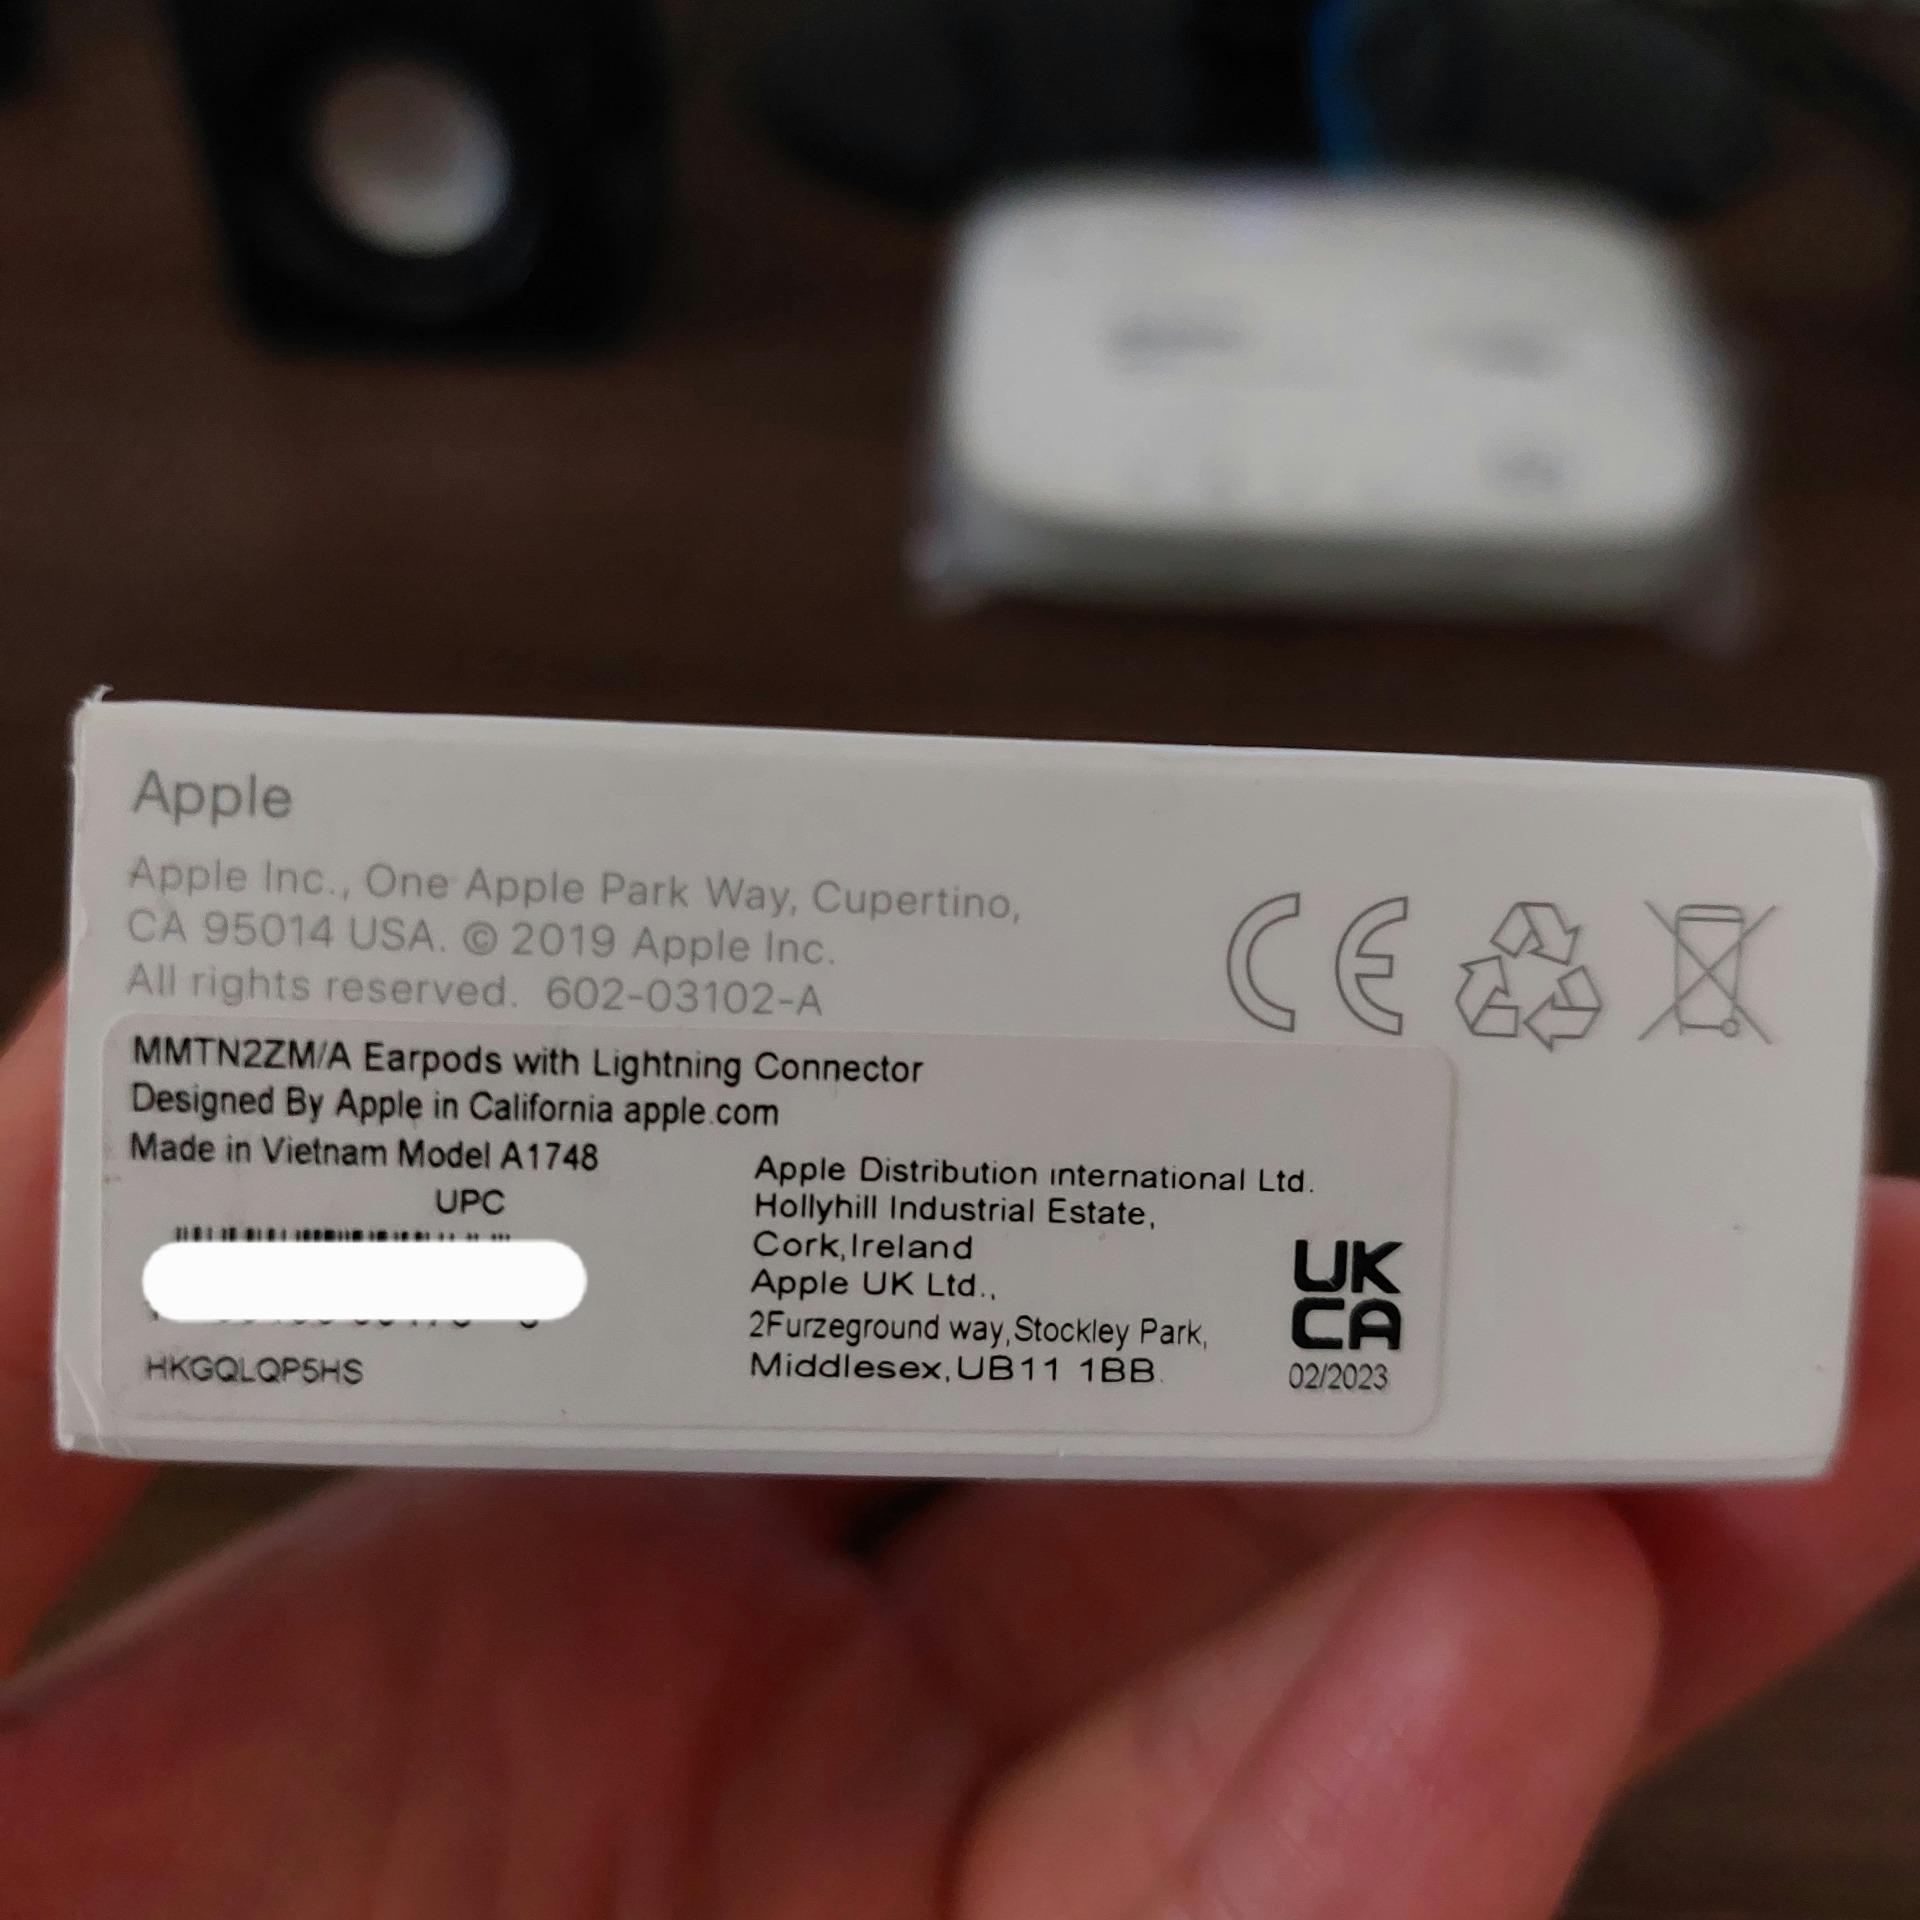 Apple
Apple Inc., One Apple Park Way, Cupertino,
CA 95014 USA. © 2019 Apple Inc.
All rights reserved. 602-03102-A
CE
MMTN2ZM/A Earpods with Lightning Connector
Designed By Apple in California apple.com
Made in Vietnam Model A1748
UPC
HKGQLQP5HS
Apple Distribution ınternational Ltd.
Hollyhill Industrial Estate,
Cork,Ireland
Apple UK Ltd.,
2Furzeground way,Stockley Park,
Middlesex,UB11 1BB.
UK
CA
02/2023